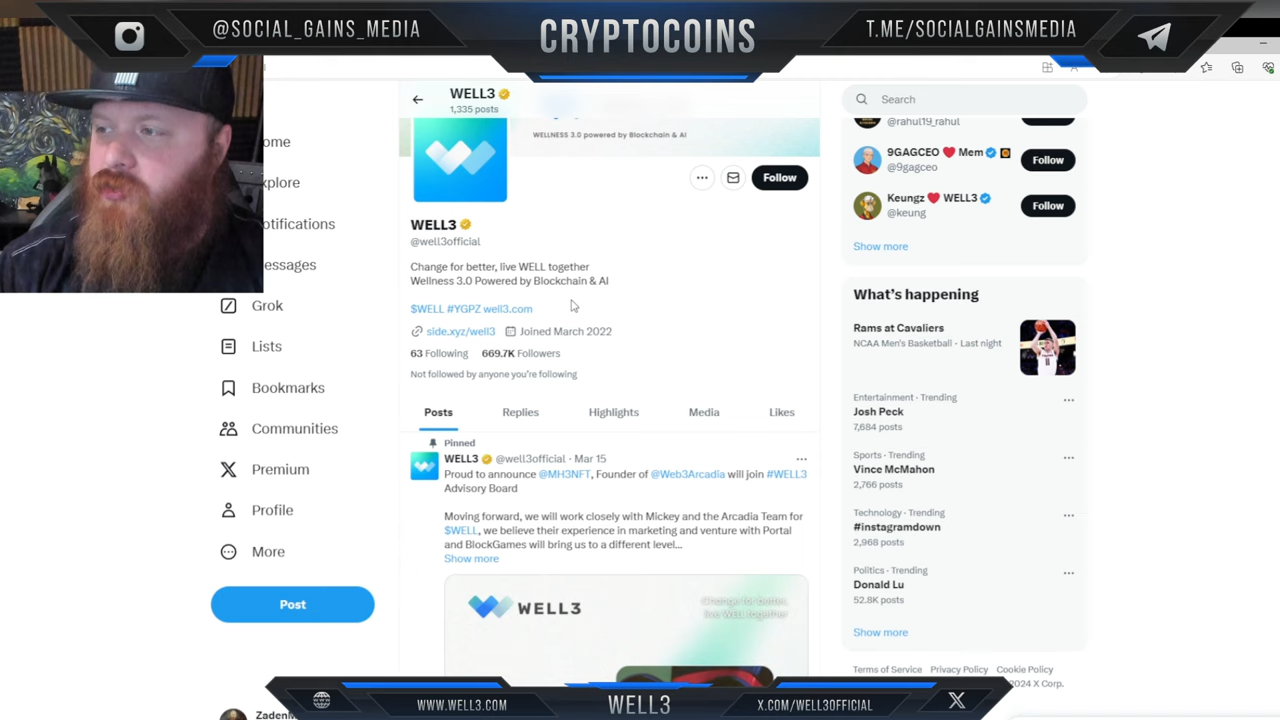 @SOCIAL_GAINS_MEDIA
CRYPTOCOINS
T.ME/SOCIALGAINSMEDIA
WELL3
1,335 posts
WELLNESS 3.0 powered by Blockchain & AI
Follow
WELL3
@well3official
Change for better, live WELL together
Wellness 3.0 Powered by Blockchain & AI
$WELL #YGPZ well3.com
side.xyz/well3 Joined March 2022
63 Following 669.7K Followers
Not followed by anyone you're following
Posts Replies Highlights Media Likes
Pinned
WELL3 @well3official · Mar 15
Proud to announce @MH3NFT, Founder of @Web3Arcadia will join #WELL3
Advisory Board
Moving forward, we will work closely with Mickey and the Arcadia Team for
$WELL, we believe their experience in marketing and venture with Portal
and BlockGames will bring us to a different level...
Show more
WELL3
Change for better,
live WELL together
ome
xplore
otifications
essages
Grok
Lists
Bookmarks
Communities
Premium
Profile
More
Post
Search
@rahul19_rahul
9GAGCEO ❤️ Mem
@9gagceo
Follow
Keungz ❤️ WELL3
@keung
Follow
Show more
What's happening
Rams at Cavaliers
NCAA Men's Basketball · Last night
Entertainment · Trending
Josh Peck
7,684 posts
Sports · Trending
Vince McMahon
2,766 posts
Technology · Trending
#instagramdown
2,968 posts
Politics · Trending
Donald Lu
52.8K posts
Show more
Terms of Service Privacy Policy Cookie Policy
2024 X Corp.
WWW.WELL3.COM
WELL3
X.COM/WELL3OFFICIAL